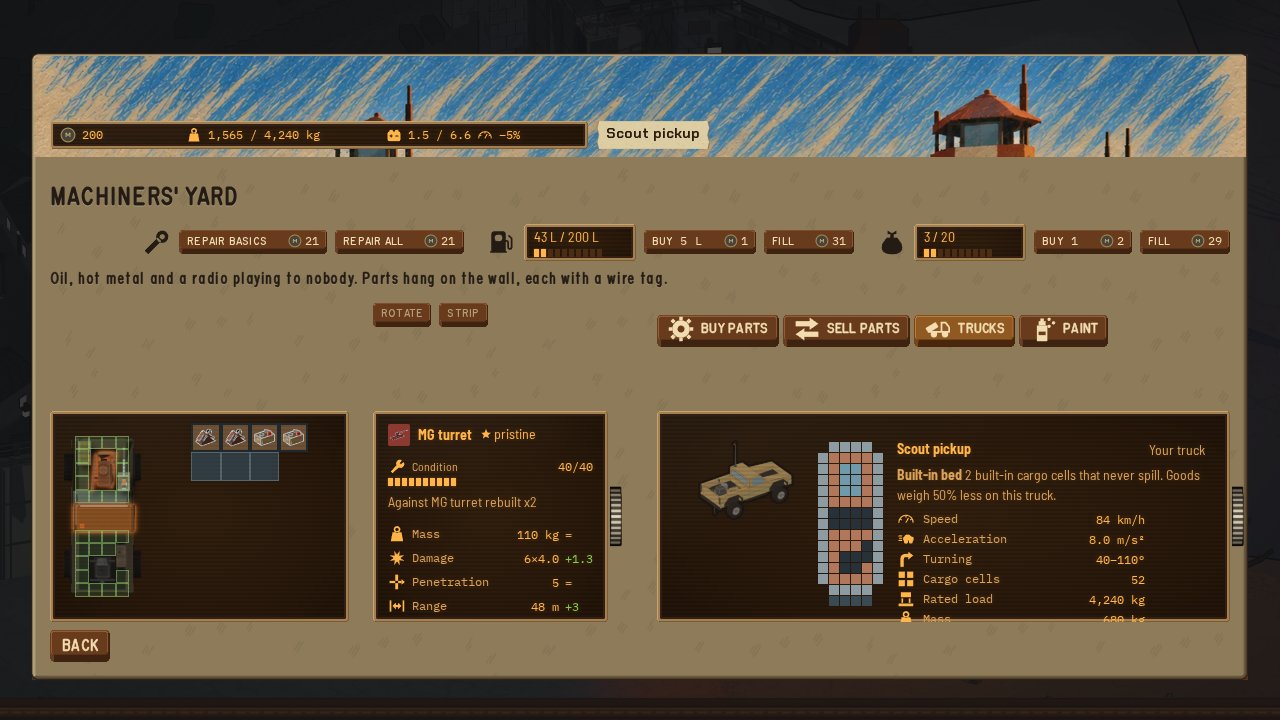 200
1,565 / 4,240 kg
1.5 / 6.6
−5%
Scout pickup
MACHINERS' YARD
REPAIR BASICS M 21
REPAIR ALL M 21
43 L / 200 L
BUY 5 L M 1
FILL M 31
3 / 20
BUY 1 M 2
FILL M 29
Oil, hot metal and a radio playing to nobody. Parts hang on the wall, each with a wire tag.
ROTATE
STRIP
BUY PARTS
SELL PARTS
TRUCKS
PAINT
MG turret ★ pristine
Condition 40/40
Against MG turret rebuilt x2
Mass 110 kg =
Damage 6×4.0 +1.3
Penetration 5 =
Range 48 m +3
Scout pickup Your truck
Built-in bed 2 built-in cargo cells that never spill. Goods
weigh 50% less on this truck.
Speed 84 km/h
Acceleration 8.0 m/s²
Turning 40–110°
Cargo cells 52
Rated load 4,240 kg
Mass 680 kg
BACK